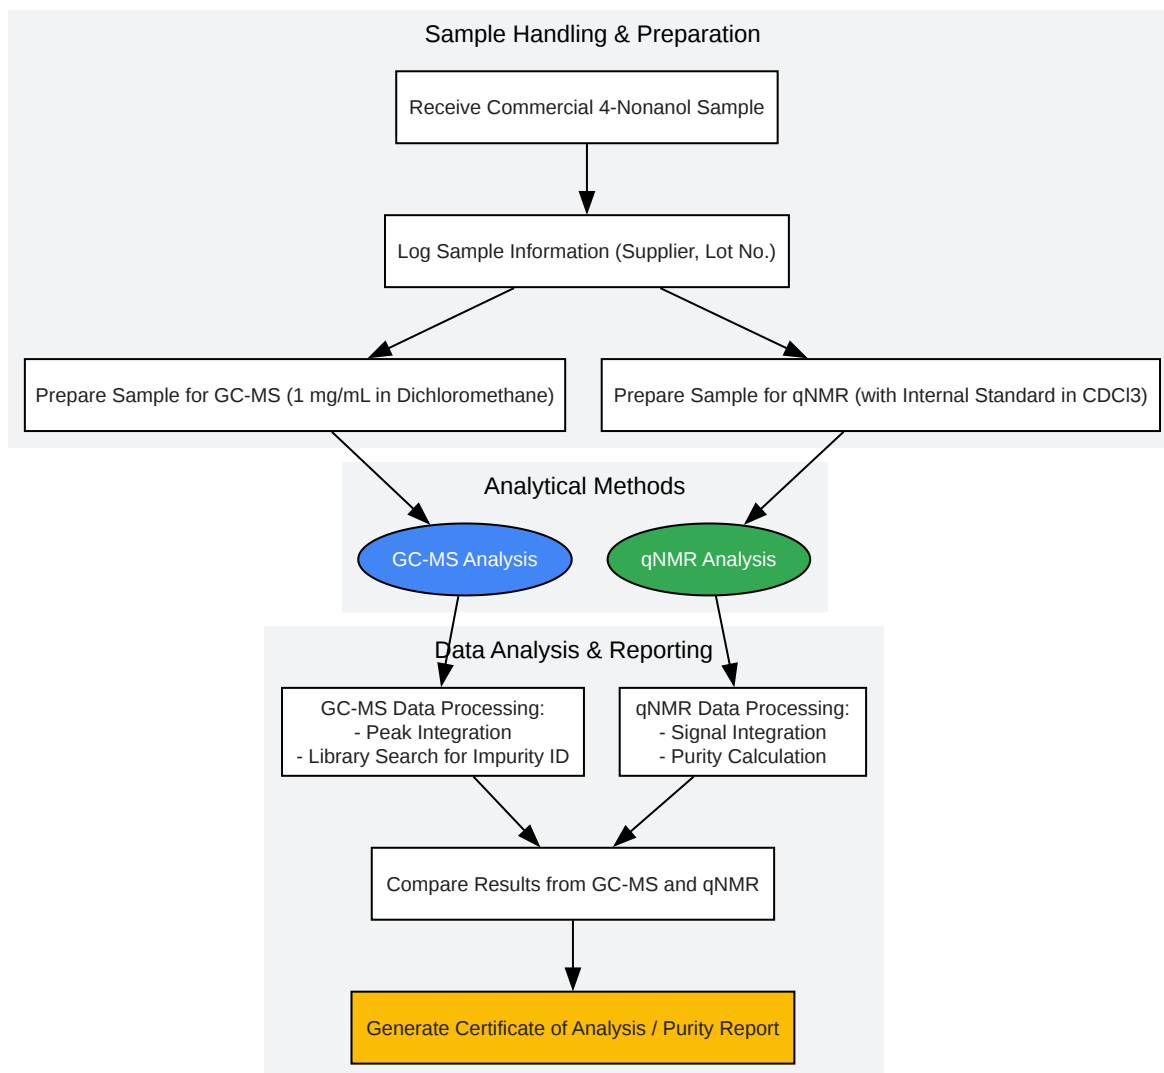 Sample Handling & Preparation
Receive Commercial 4-Nonanol Sample
Log Sample Information (Supplier, Lot No.)
Prepare Sample for GC-MS (1 mg/mL in Dichloromethane)
Prepare Sample for qNMR (with Internal Standard in CDCl3)
Analytical Methods
GC-MS Analysis
qNMR Analysis
Data Analysis & Reporting
GC-MS Data Processing:
- Peak Integration
- Library Search for Impurity ID
qNMR Data Processing:
- Signal Integration
- Purity Calculation
Compare Results from GC-MS and qNMR
Generate Certificate of Analysis / Purity Report